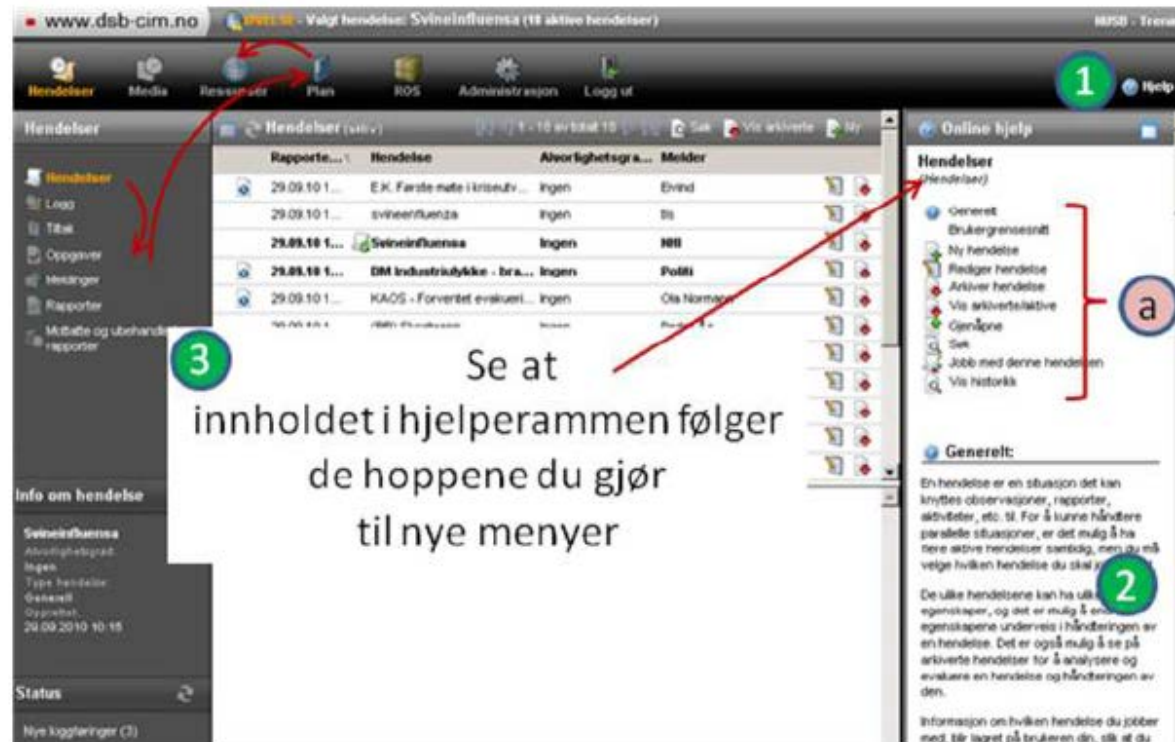 www.dsb-cim.no
- Valgt hendelse: Svineinfluensa (18 aktive hendelser)
Hendelser
Media
Ressurser
Plan
ROS
Administrasjon
Logg ut
1
Hjelp
Hendelser
Hendelser
Logg
Tiltak
Oppgaver
Meldinger
Rapporter
Mottatte og
rapporter
Hendelser (aktiv)
Søk
Vis arkiverte
Ny
Rapporte... Hendelse Alvorlighetsgra... Melder
29.09.10 1... E.K. Første møte i kriseutv... Ingen Eivind
29.09.10 1... svineenfluenza Ingen
29.09.10 1... Svineinfluensa Ingen
29.09.10 1... DM Industriulykke - bra... Ingen Politi
29.09.10 1... KAOS - Forventet evakueri... Ingen Ola Normann
3
Se at
innholdet i hjelperammen følger
de hoppene du gjør
til nye menyer
Info om hendelse
Svineinfluensa
Alvorlighetsgrad:
Ingen
Type hendelse:
Generell
Opprettet:
29.09.2010 10:15
Status
Nye loggføringer (3)
Online hjelp
Hendelser
(Hendelser)
Generelt
Brukergrensesnitt
Ny hendelse
Rediger hendelse
Arkiver hendelse
Vis arkiverte/aktive
Gjenåpne
Søk
Jobb med denne hendelsen
Vis historikk
a
Generelt:
En hendelse er en situasjon det kan
knyttes observasjoner, rapporter,
aktiviteter, etc. til. For å kunne håndtere
parallelle situasjoner, er det mulig å ha
flere aktive hendelser samtidig, men du må
velge hvilken hendelse du skal
2
De ulike hendelsene kan ha
egenskaper, og det er mulig å
egenskapene underveis i håndteringen av
en hendelse. Det er også mulig å se på
arkiverte hendelser for å analysere og
evaluere en hendelse og håndteringen av
den.
Informasjon om hvilken hendelse du jobber
med, blir lagret på brukeren din, slik at du